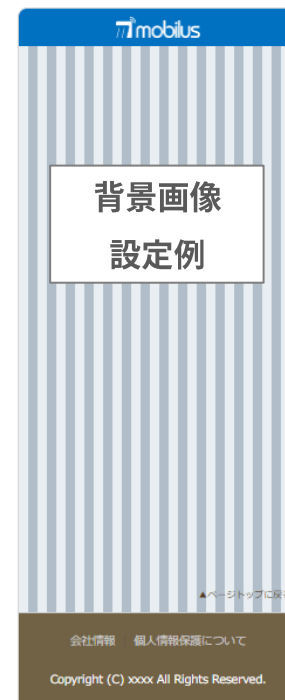 mobilus
背景画像
設定例
▲ページトップに戻
会社情報 個人情報保護について
Copyright (C) xxxx All Rights Reserved.